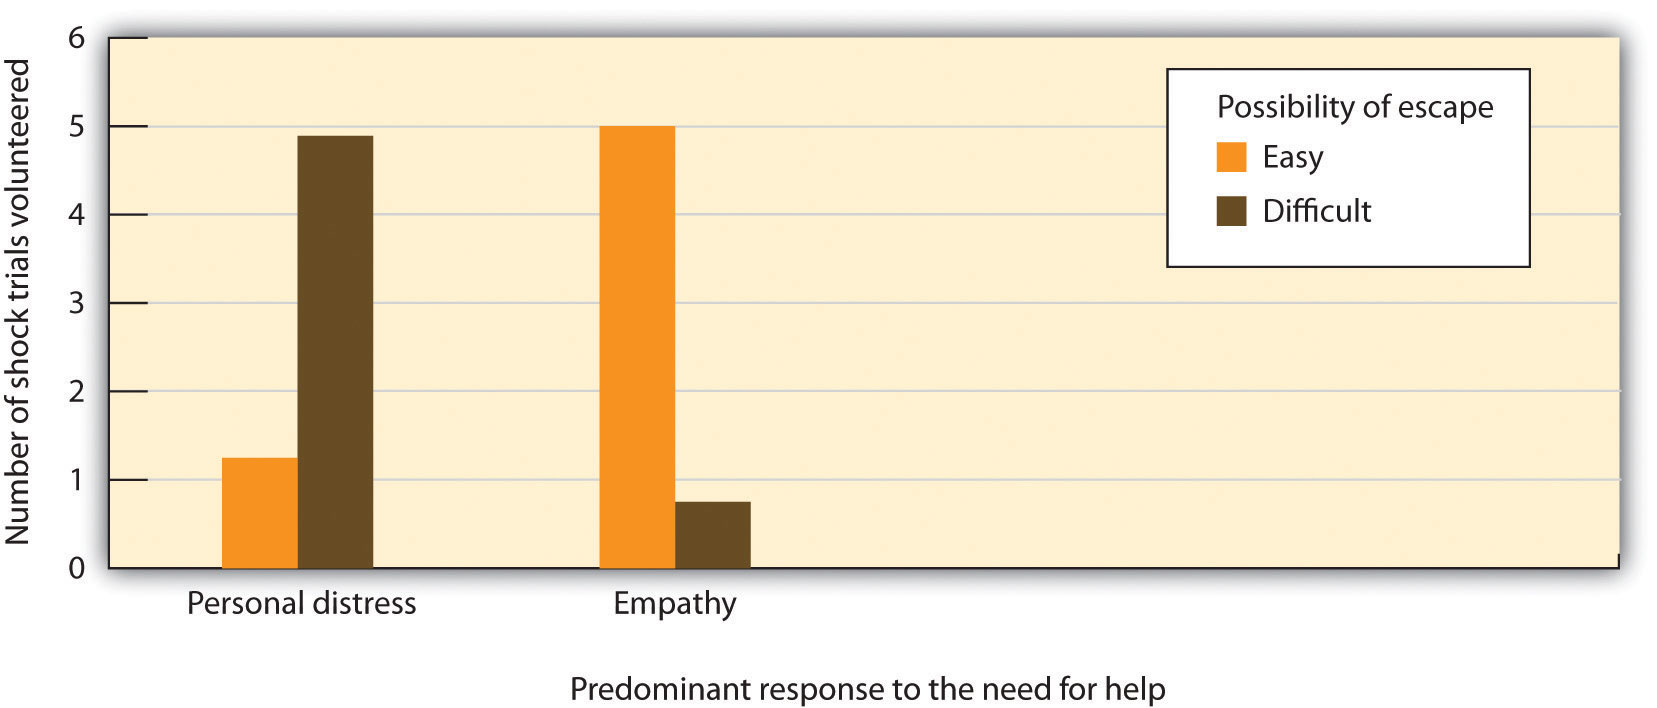 Number of shock trials volunteered
6
5
4
3
2
1
0
Possibility of escape
Easy
Difficult
Personal distress
Empathy
Predominant response to the need for help